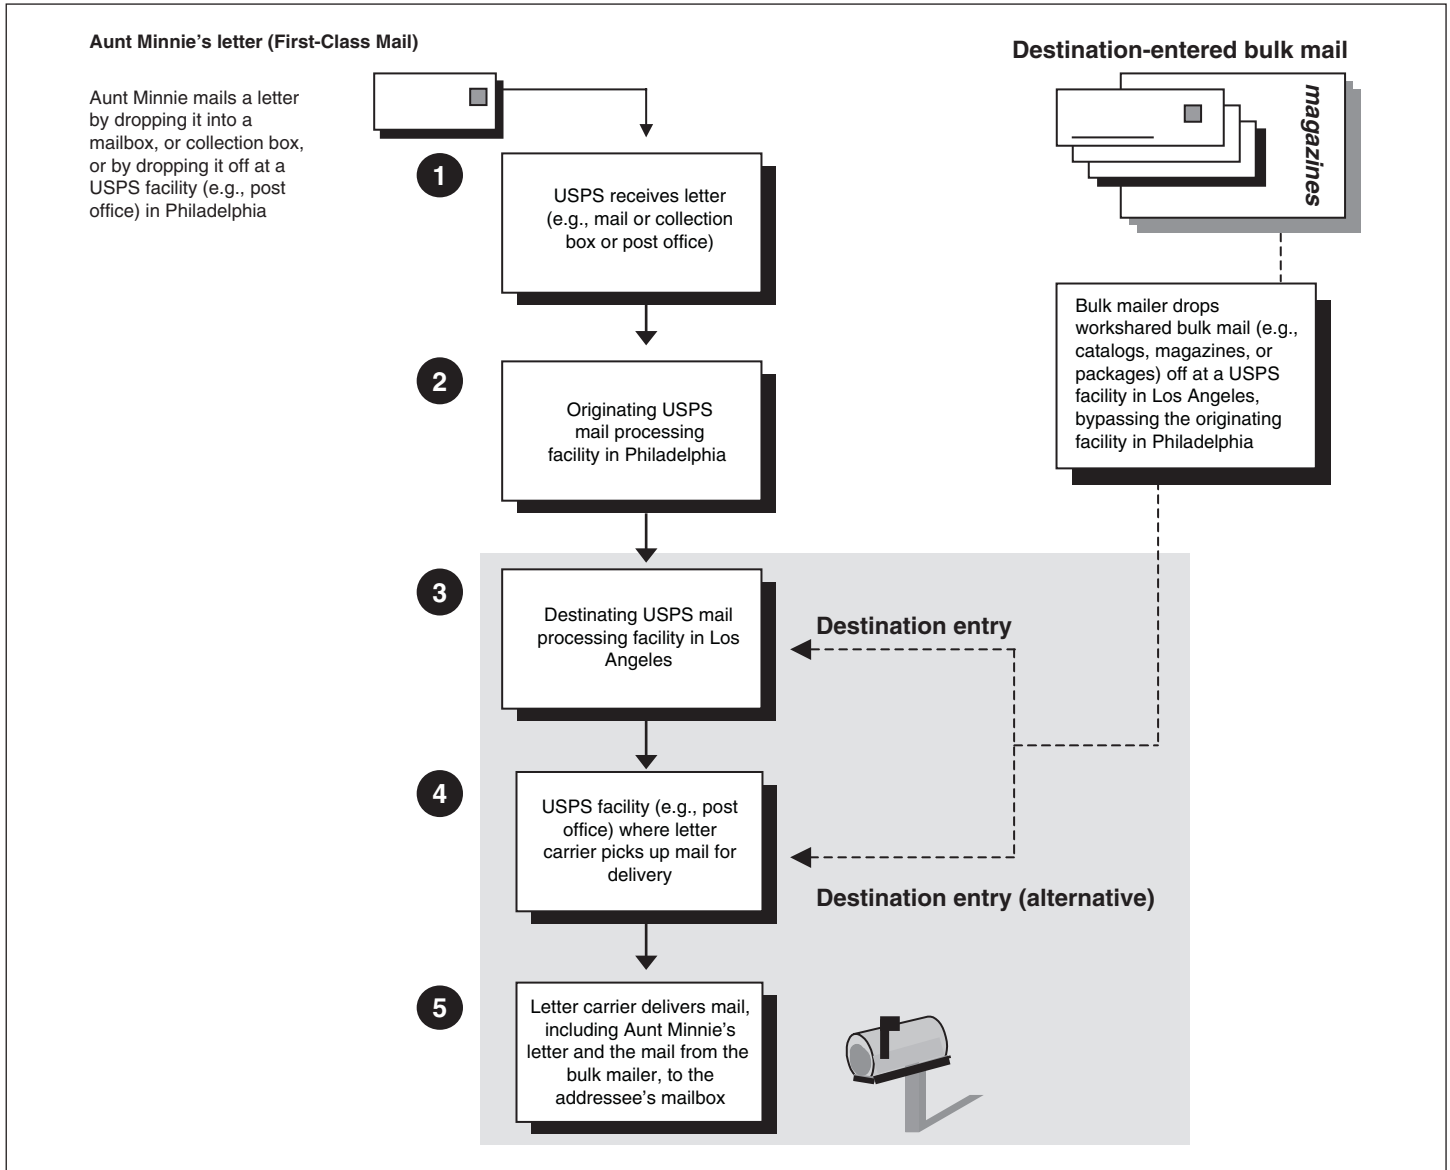 Aunt Minnie’s letter (First-Class Mail)
Aunt Minnie mails a letter
by dropping it into a
mailbox, or collection box,
or by dropping it off at a
USPS facility (e.g., post
office) in Philadelphia
Destination-entered bulk mail
magazines
1
USPS receives letter
(e.g., mail or collection
box or post office)
Bulk mailer drops
workshared bulk mail (e.g.,
catalogs, magazines, or
packages) off at a USPS
facility in Los Angeles,
bypassing the originating
facility in Philadelphia
2
Originating USPS
mail processing
facility in Philadelphia
3
Destinating USPS mail
processing facility in Los
Angeles
Destination entry
4
USPS facility (e.g., post
office) where letter
carrier picks up mail for
delivery
Destination entry (alternative)
5
Letter carrier delivers mail,
including Aunt Minnie’s
letter and the mail from the
bulk mailer, to the
addressee’s mailbox